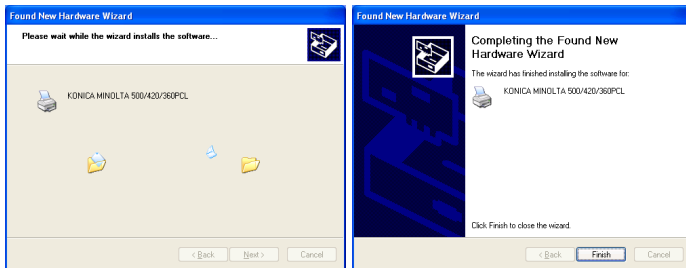 Found New Hardware Wizard
Please wait while the wizard installs the software...
KONICA MINOLTA 500/420/360PCL
< Back
Next >
Cancel
Found New Hardware Wizard
Completing the Found New
Hardware Wizard
The wizard has finished installing the software for:
KONICA MINOLTA 500/420/360PCL
Click Finish to close the wizard.
< Back
Finish
Cancel